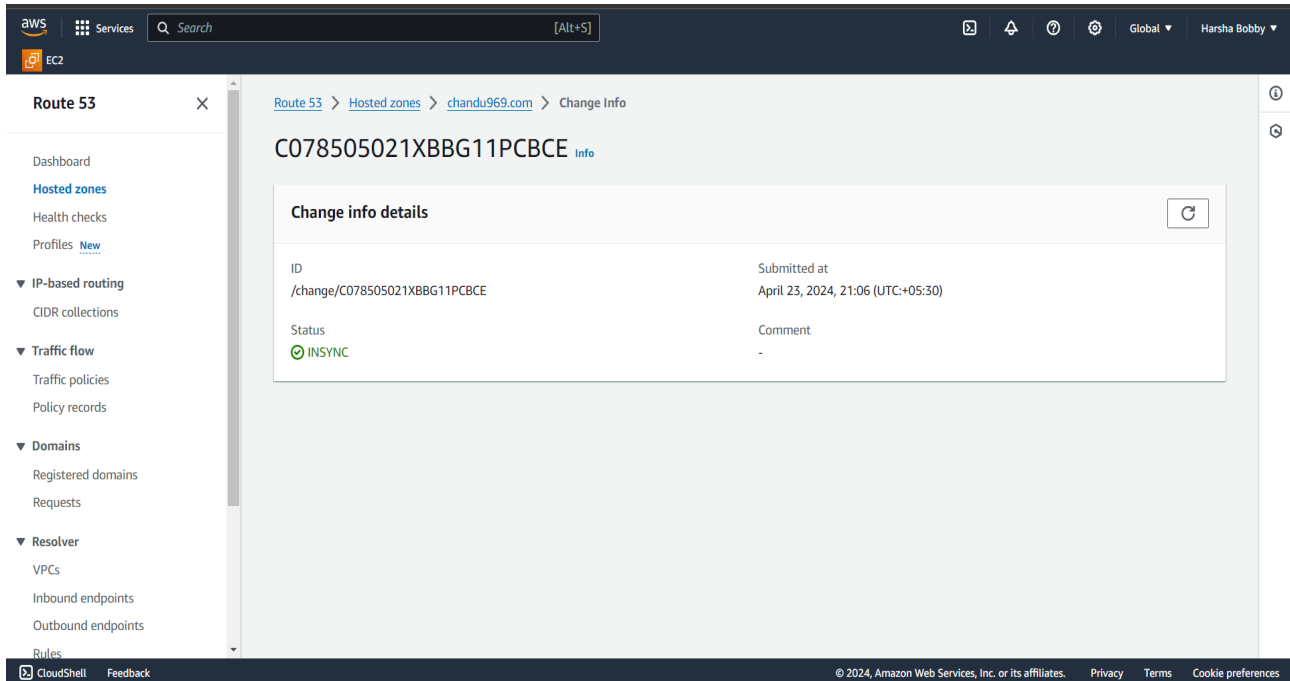 aws Services Search [Alt+S] Global Harsha Bobby
EC2
Route 53
Dashboard
Hosted zones
Health checks
Profiles New
IP-based routing
CIDR collections
Traffic flow
Traffic policies
Policy records
Domains
Registered domains
Requests
Resolver
VPCs
Inbound endpoints
Outbound endpoints
Rules
Route 53 > Hosted zones > chandu969.com > Change Info
C078505021XBBG11PCBCE Info
Change info details
ID
/change/C078505021XBBG11PCBCE
Submitted at
April 23, 2024, 21:06 (UTC:+05:30)
Status
INSYNC
Comment
-
CloudShell Feedback © 2024, Amazon Web Services, Inc. or its affiliates. Privacy Terms Cookie preferences